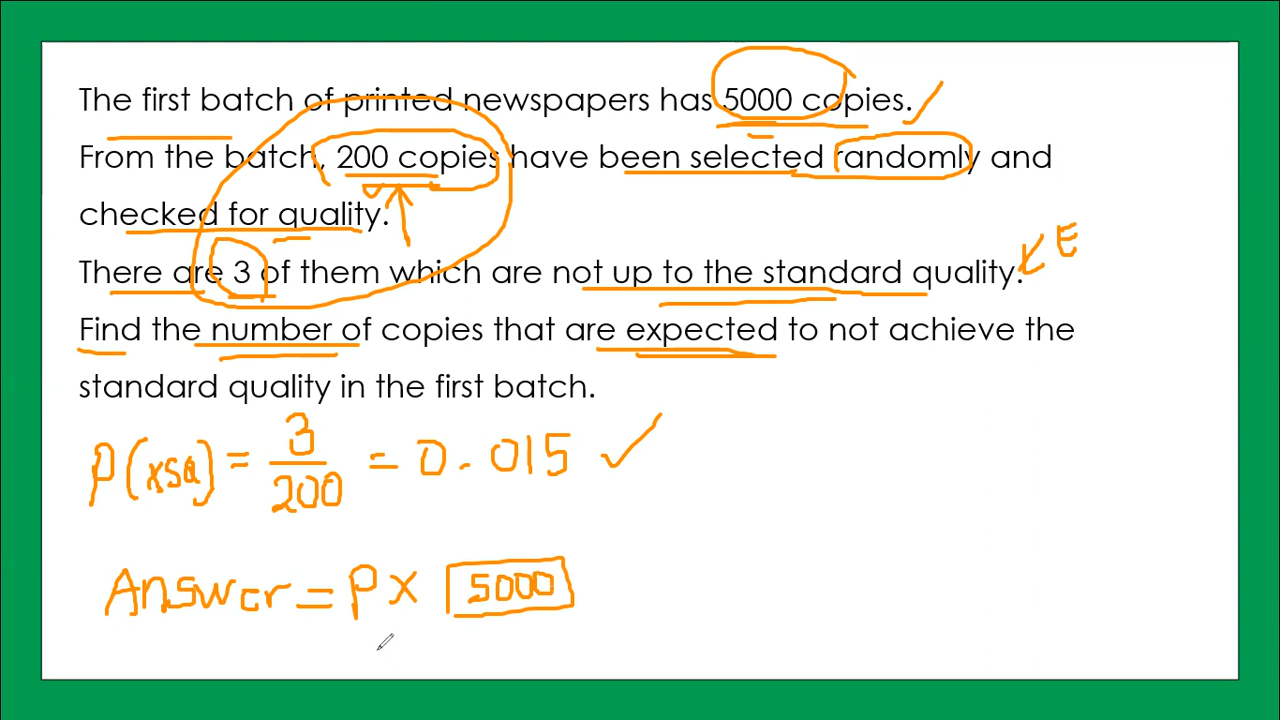 The first batch of printed newspapers has 5000 copies.
From the batch, 200 copies have been selected randomly and
checked for quality.
There are 3 of them which are not up to the standard quality.
E
Find the number of copies that are expected to not achieve the
standard quality in the first batch.
P(xSQ) = 3/200 = 0.015 ✓
Answer = P x 5000